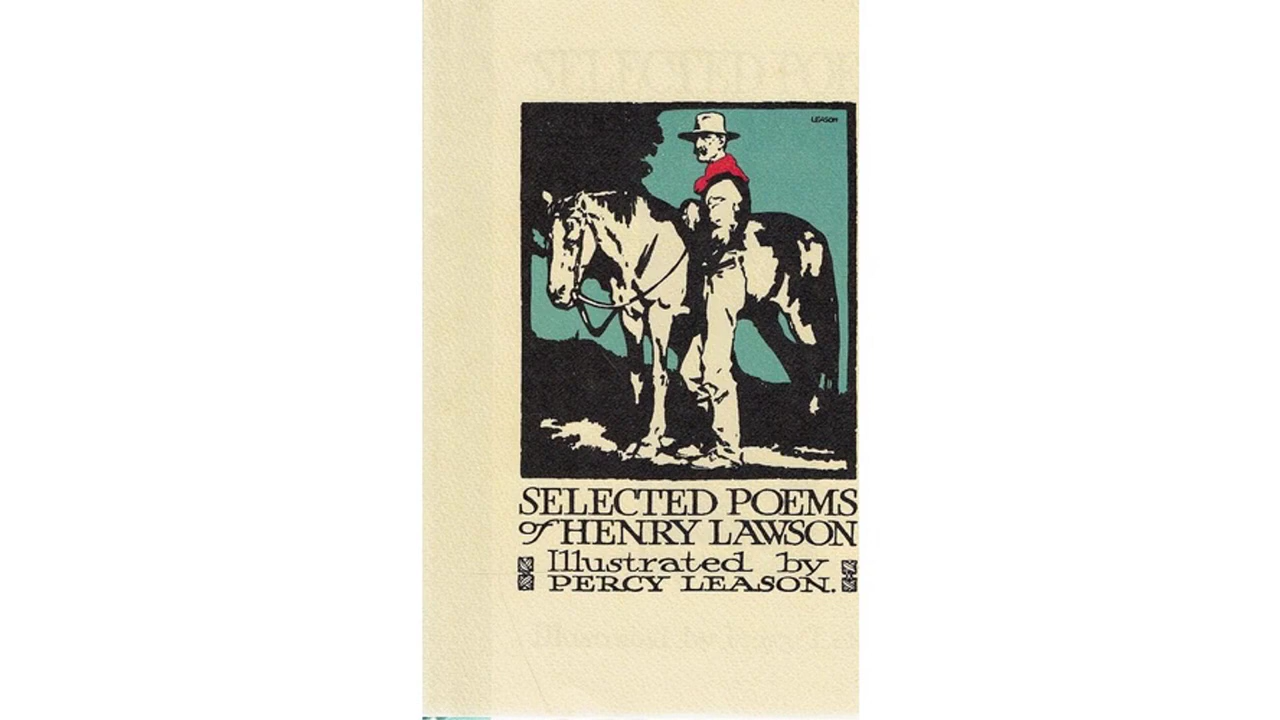 LEASON
SELECTED POEMS
of HENRY LAWSON
Illustrated by
PERCY LEASON.